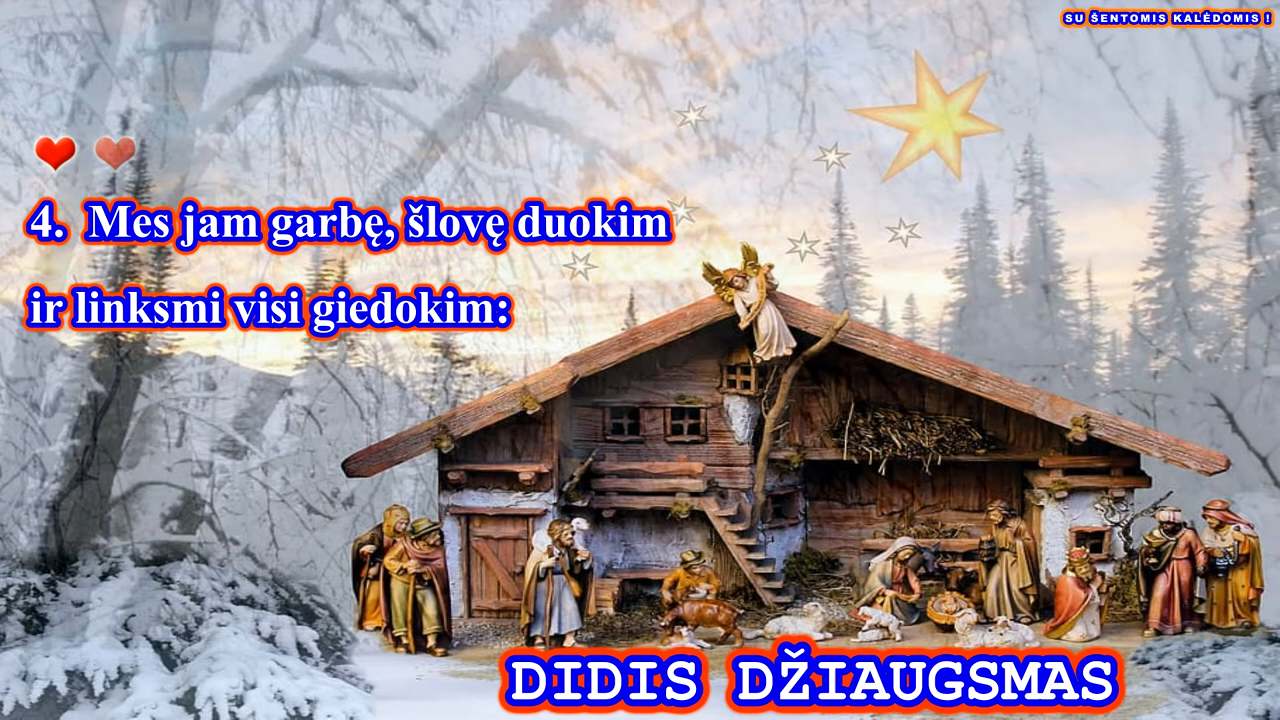 SU ŠENTOMIS KALĖDOMIS !
4. Mes jam garbę, šlovę duokim
ir linksmi visi giedokim:
DIDIS DŽIAUGSMAS